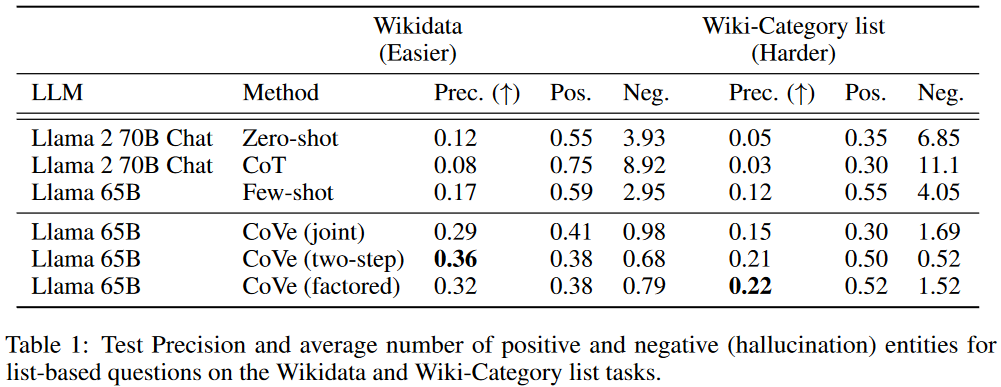 Wikidata Wiki-Category list
(Easier) (Harder)
LLM Method Prec. (↑) Pos. Neg. Prec. (↑) Pos. Neg.
Llama 2 70B Chat Zero-shot 0.12 0.55 3.93 0.05 0.35 6.85
Llama 2 70B Chat CoT 0.08 0.75 8.92 0.03 0.30 11.1
Llama 65B Few-shot 0.17 0.59 2.95 0.12 0.55 4.05
Llama 65B CoVe (joint) 0.29 0.41 0.98 0.15 0.30 1.69
Llama 65B CoVe (two-step) 0.36 0.38 0.68 0.21 0.50 0.52
Llama 65B CoVe (factored) 0.32 0.38 0.79 0.22 0.52 1.52
Table 1: Test Precision and average number of positive and negative (hallucination) entities for
list-based questions on the Wikidata and Wiki-Category list tasks.